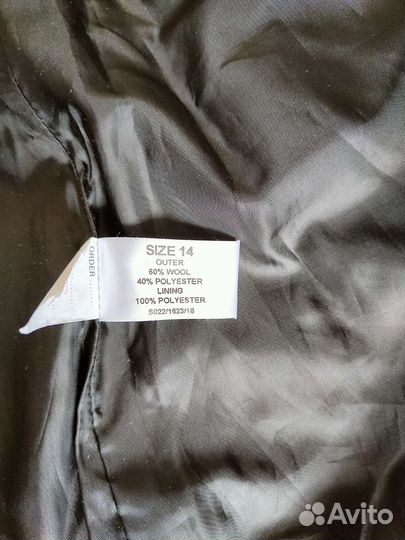 ORDER
SIZE 14
OUTER
60% WOOL
40% POLYESTER
LINING
100% POLYESTER
S022/1623/18
Avito